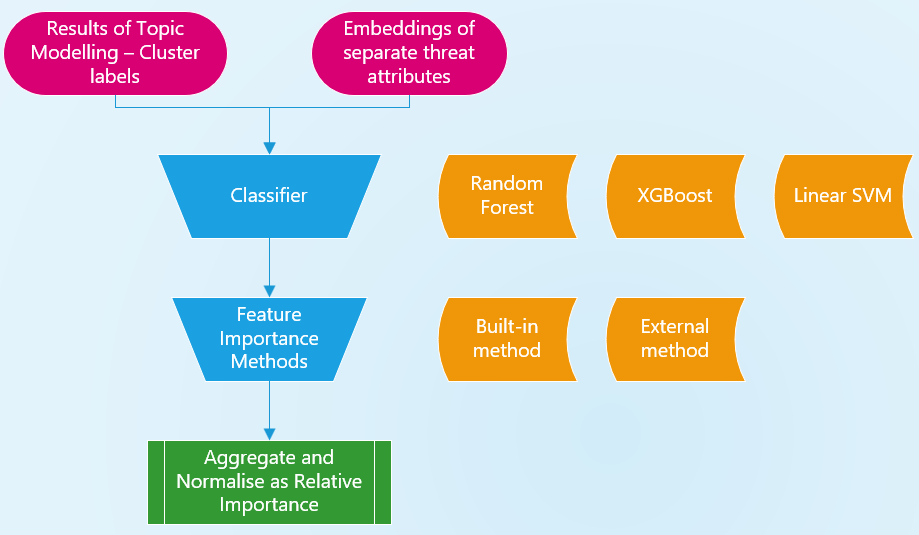 Results of Topic
Modelling – Cluster
labels
Embeddings of
separate threat
attributes
Classifier
Random
Forest
XGBoost
Linear SVM
Feature
Importance
Methods
Built-in
method
External
method
Aggregate and
Normalise as Relative
Importance